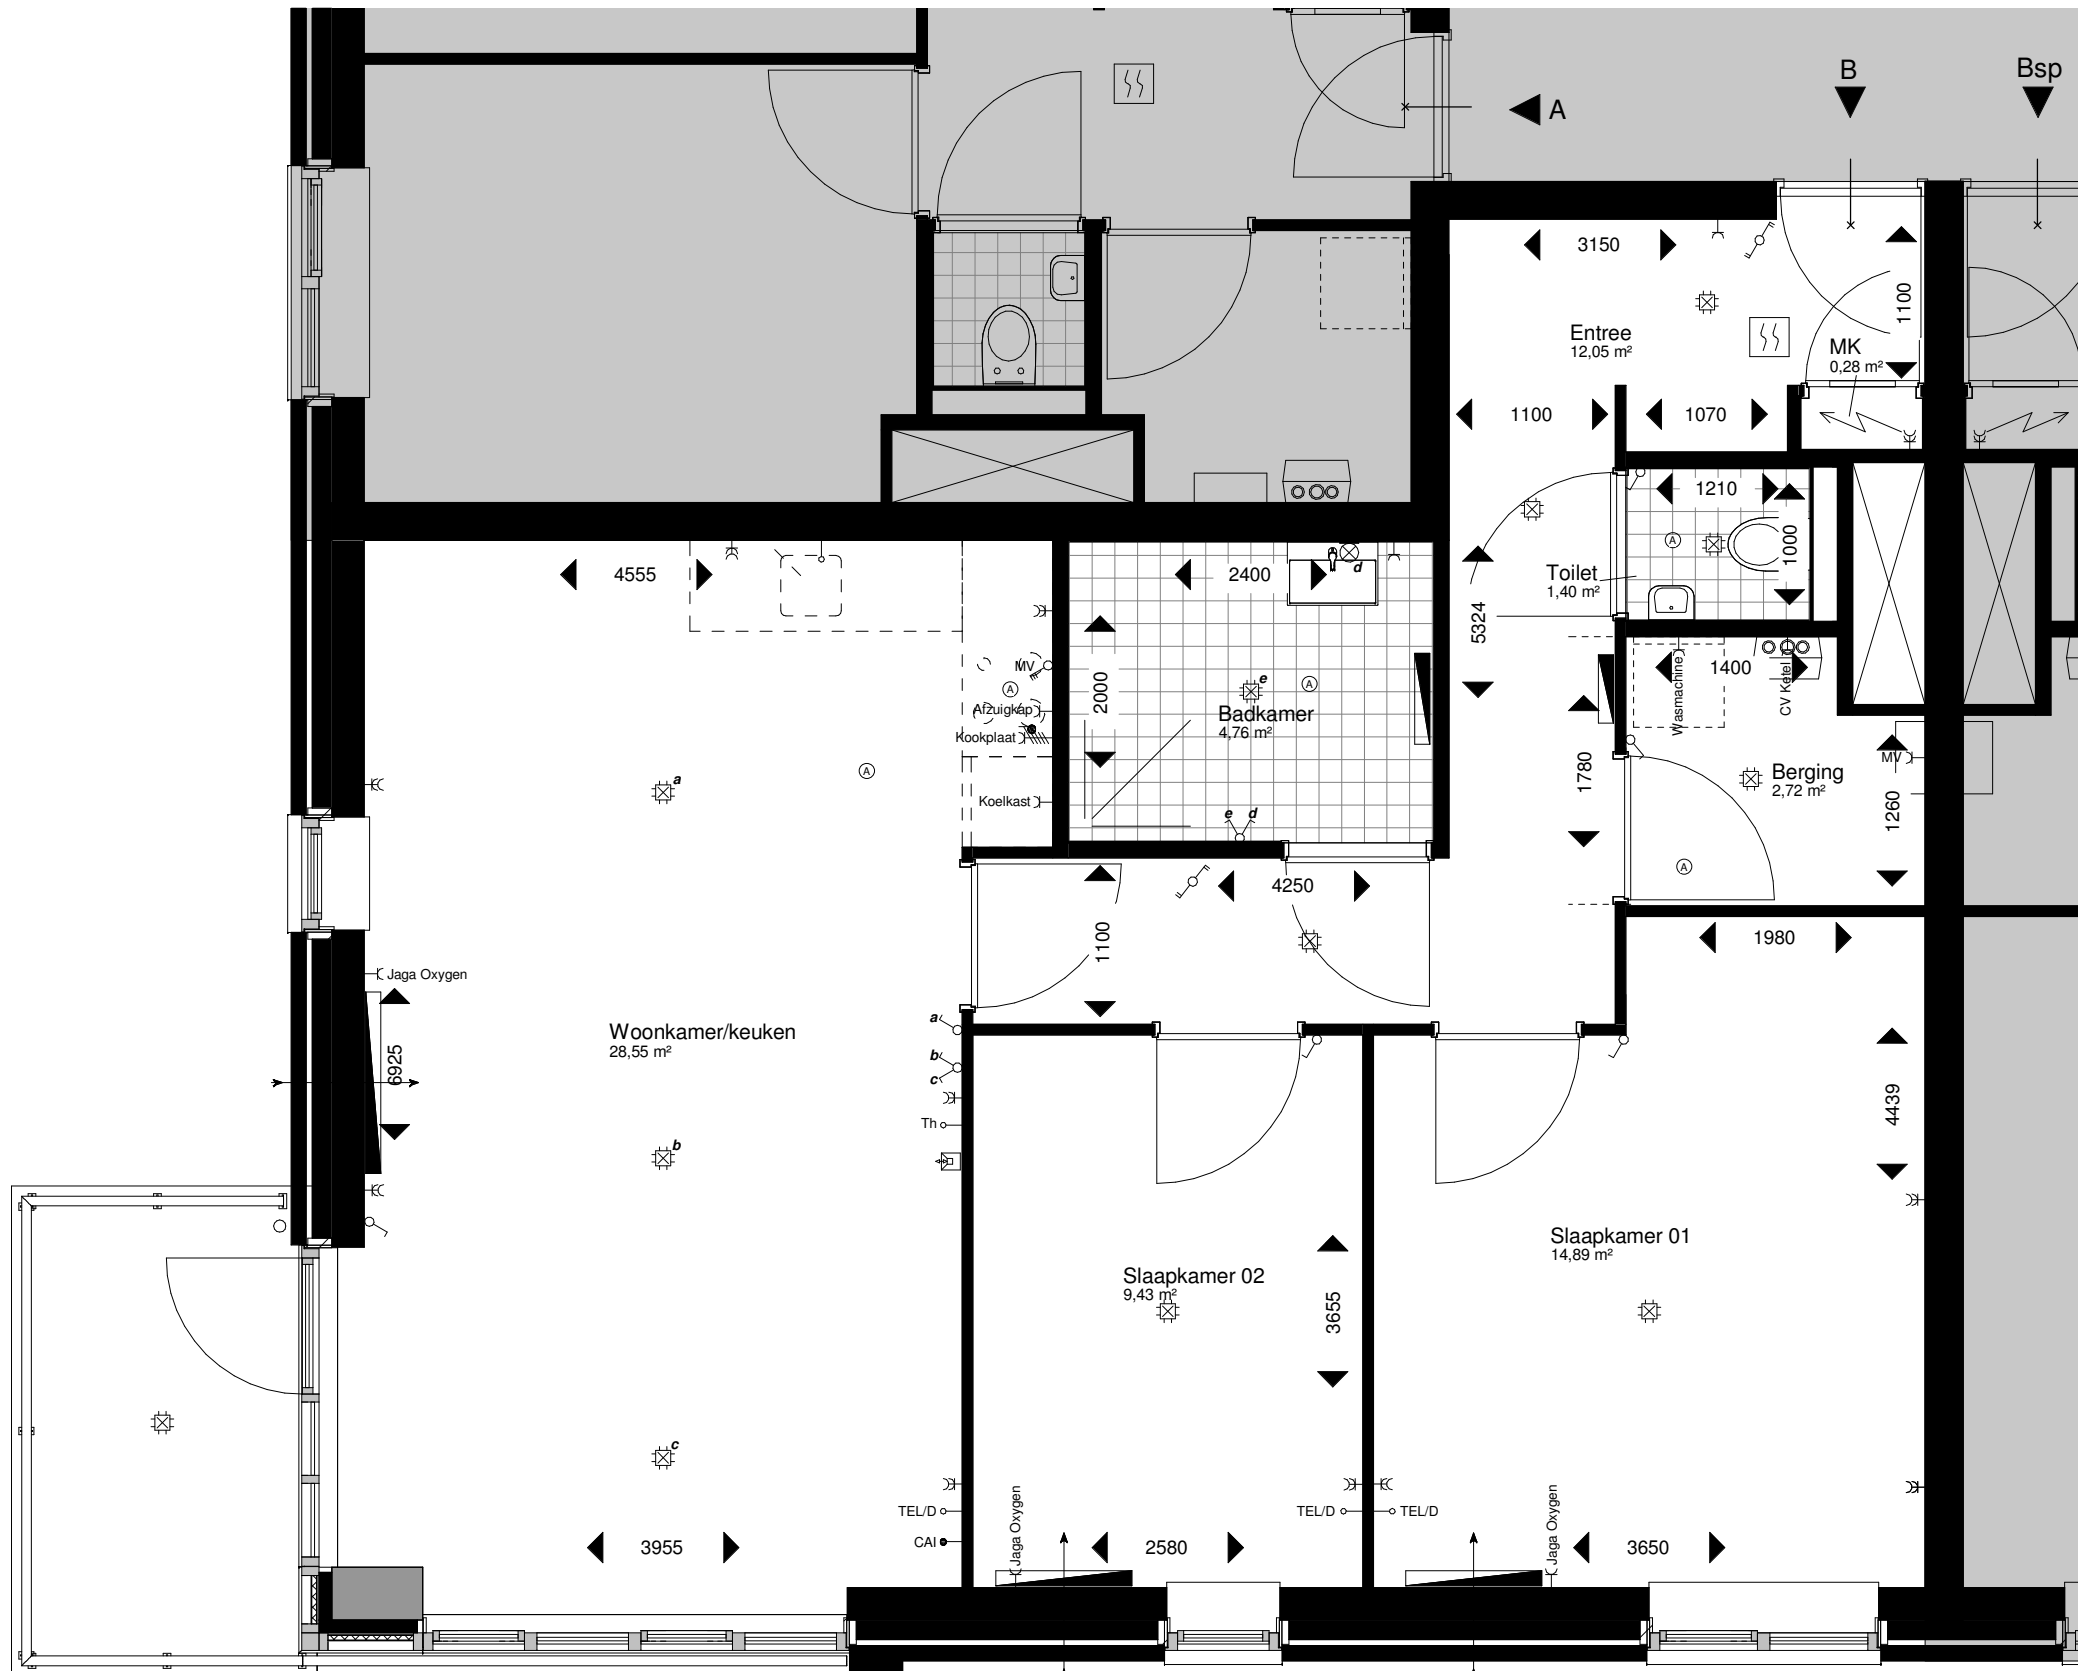 B
Bsp
A
3150
1100
Entree
12,05 m²
MK
0,28 m²
1100
1070
1210
1000
Toilet
1,40 m²
5324
4555
2400
d
2000
MV
Afzuigkap
Kookplaat
Koelkast
A
A
A
A
A
a
e
Badkamer
4,76 m²
e
d
Wasmachine
1400
CV Ketel
1780
Berging
2,72 m²
MV
1260
4250
1100
1980
Jaga Oxygen
6925
Woonkamer/keuken
28,55 m²
a
b
c
Th
b
4439
Slaapkamer 01
14,89 m²
Slaapkamer 02
9,43 m²
3655
c
TEL/D
CAI
Jaga Oxygen
TEL/D
TEL/D
Jaga Oxygen
3955
2580
3650